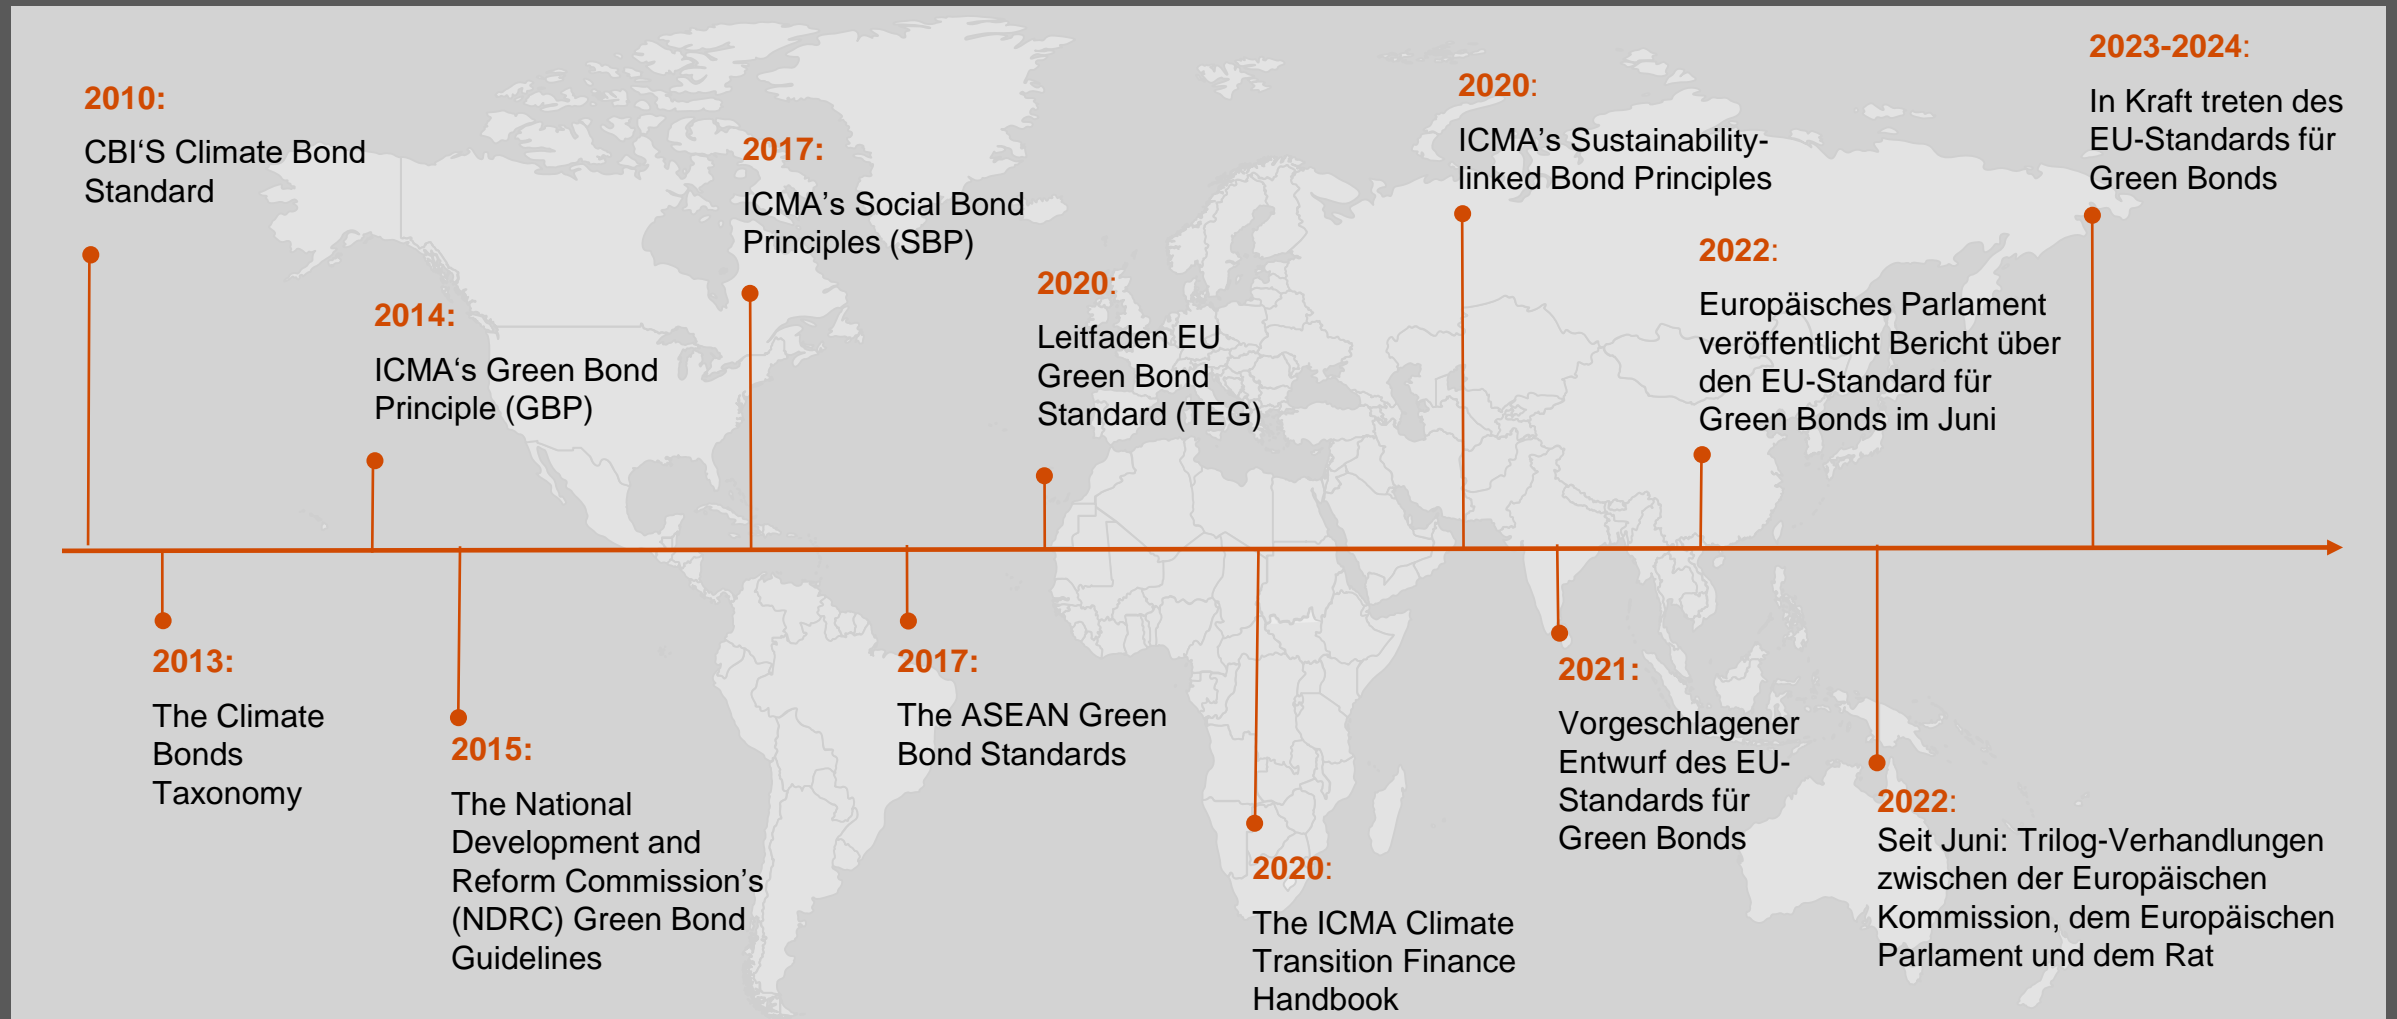 2010:
CBI‘S Climate Bond
Standard
2013:
The Climate
Bonds
Taxonomy
2014:
ICMA‘s Green Bond
Principle (GBP)
2015:
The National
Development and
Reform Commission’s
(NDRC) Green Bond
Guidelines
2017:
ICMA’s Social Bond
Principles (SBP)
2017:
The ASEAN Green
Bond Standards
2020:
Leitfaden EU
Green Bond
Standard (TEG)
2020:
The ICMA Climate
Transition Finance
Handbook
2020:
ICMA’s Sustainability-
linked Bond Principles
2021:
Vorgeschlagener
Entwurf des EU-
Standards für
Green Bonds
2022:
Europäisches Parlament
veröffentlicht Bericht über
den EU-Standard für
Green Bonds im Juni
2022:
Seit Juni: Trilog-Verhandlungen
zwischen der Europäischen
Kommission, dem Europäischen
Parlament und dem Rat
2023-2024:
In Kraft treten des
EU-Standards für
Green Bonds